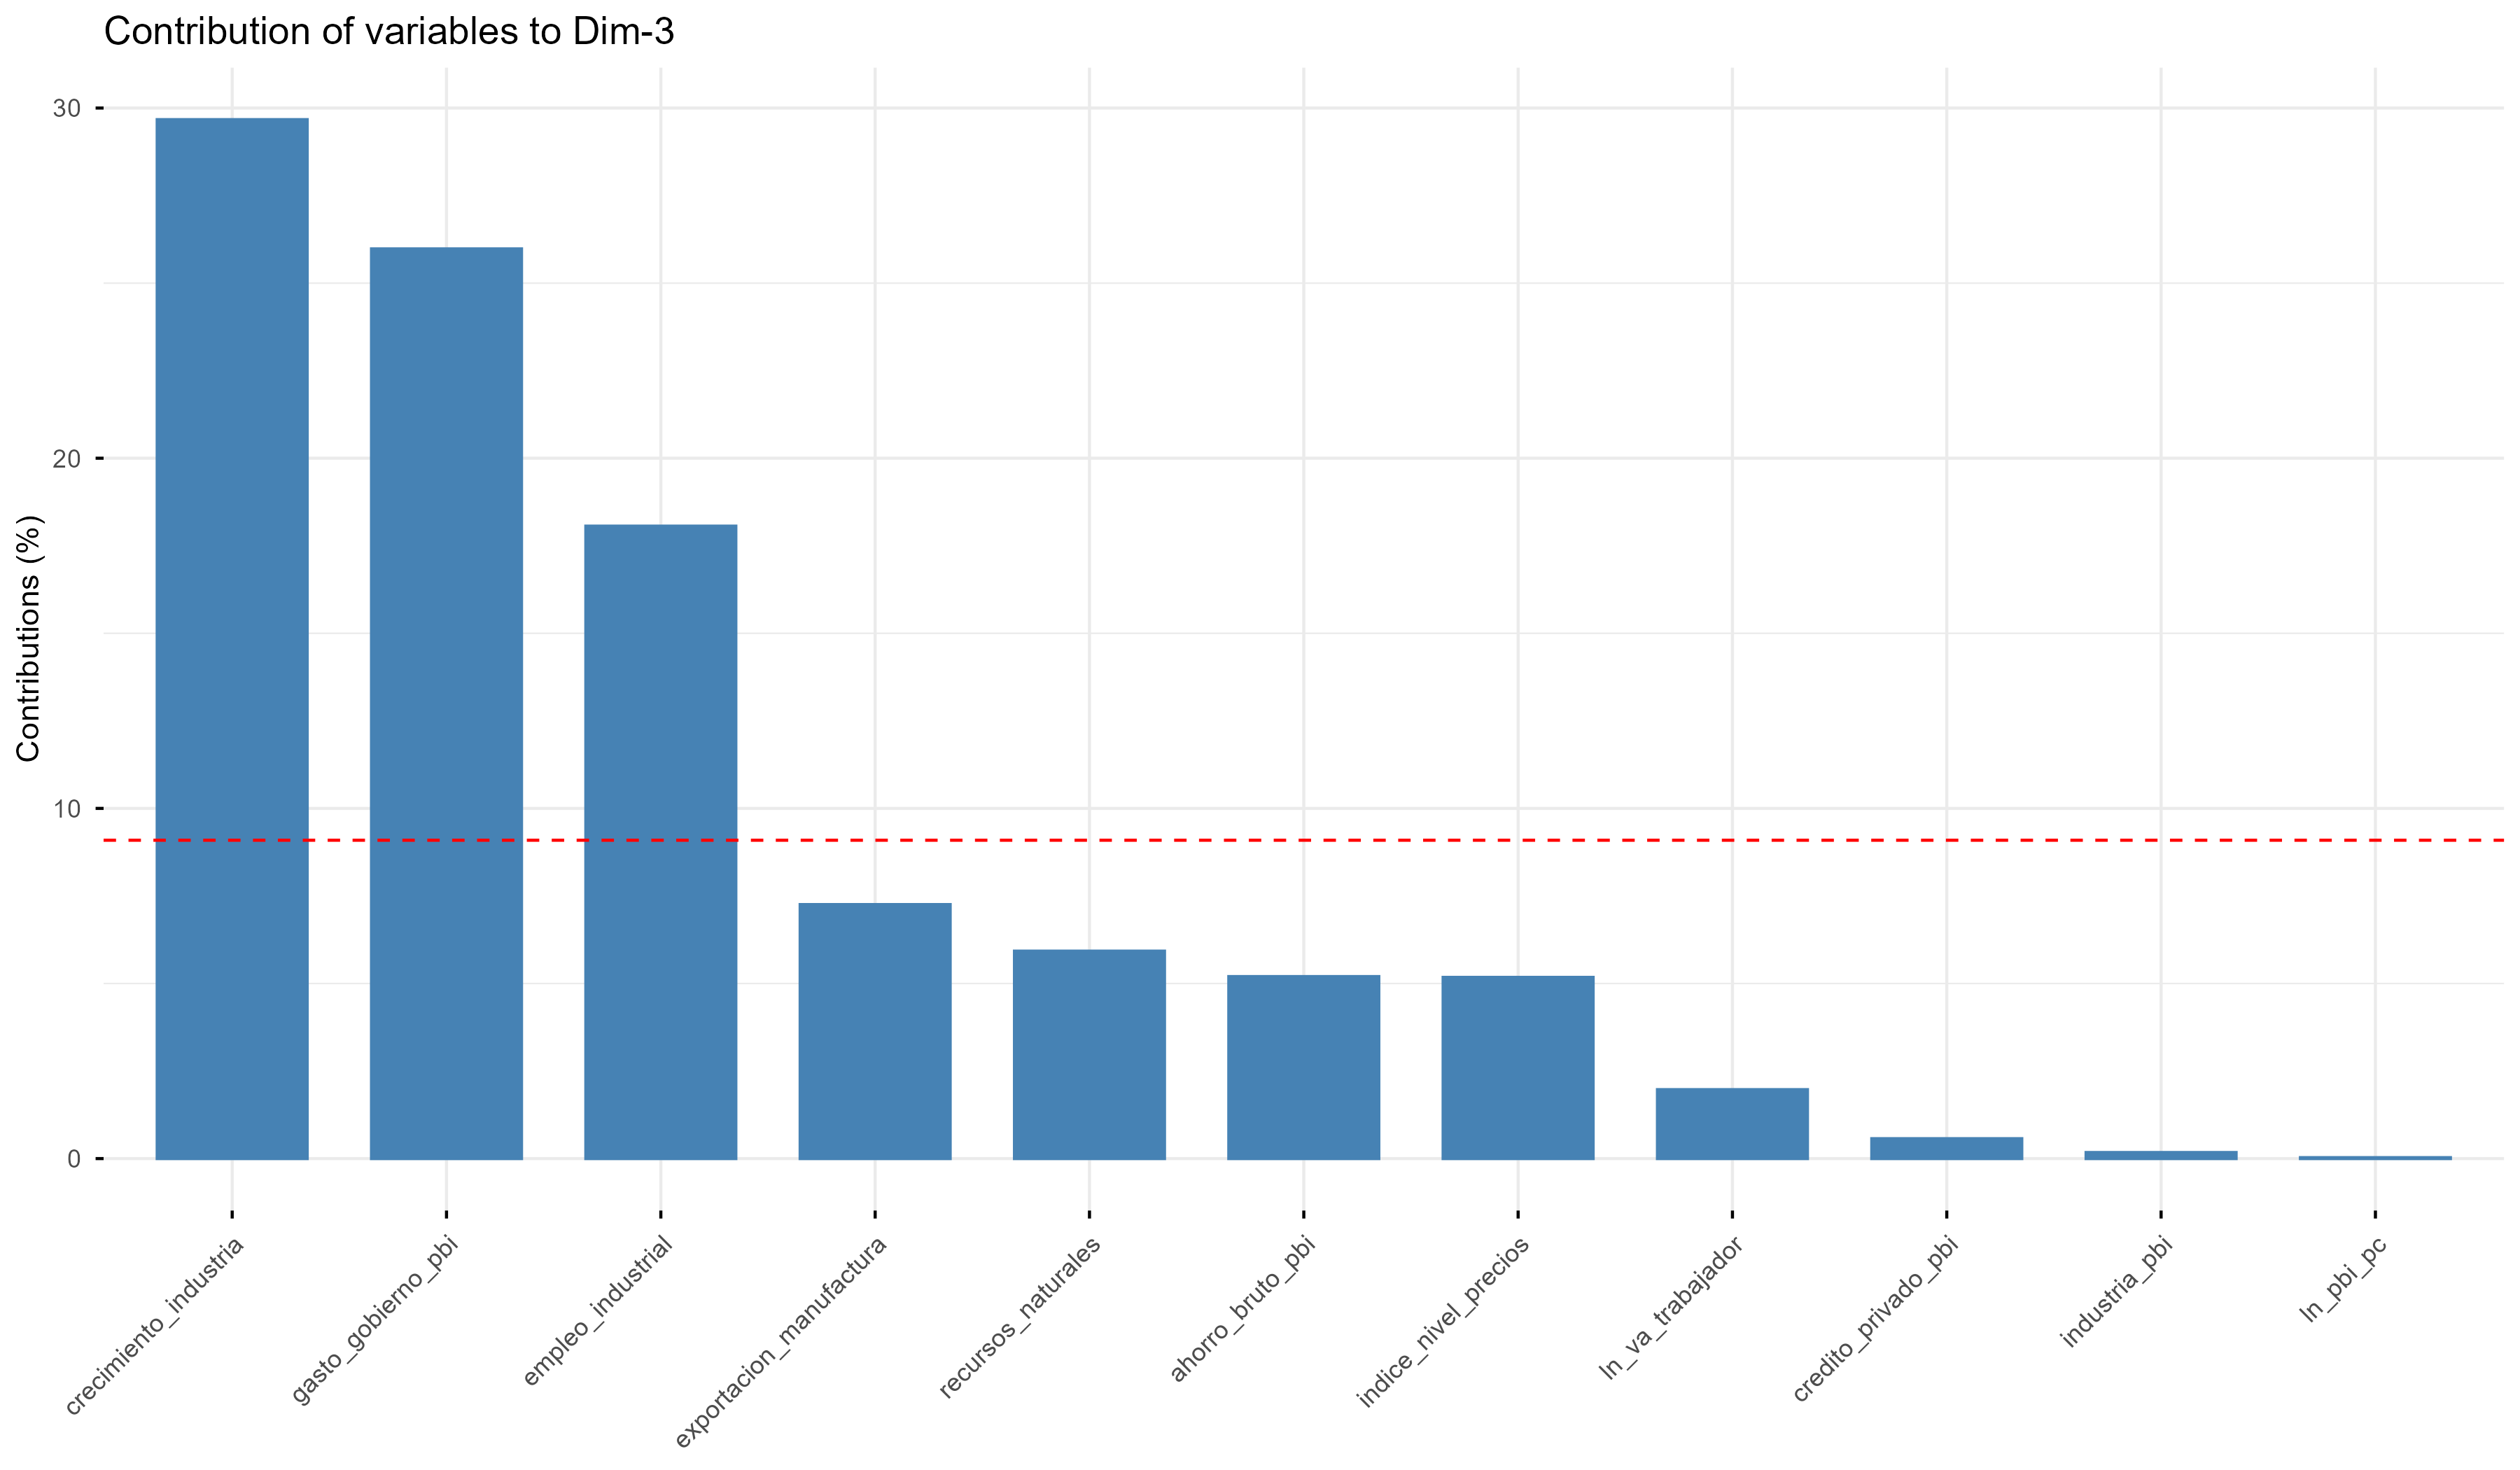 Contribution of variables to Dim-3
Contributions (%)
30
20
10
0
crecimiento_industria
gasto_gobierno_pbi
empleo_industrial
exportacion_manufactura
recursos_naturales
ahorro_bruto_pbi
indice_nivel_precios
ln_va_trabajador
credito_privado_pbi
industria_pbi
ln_pbi_pc